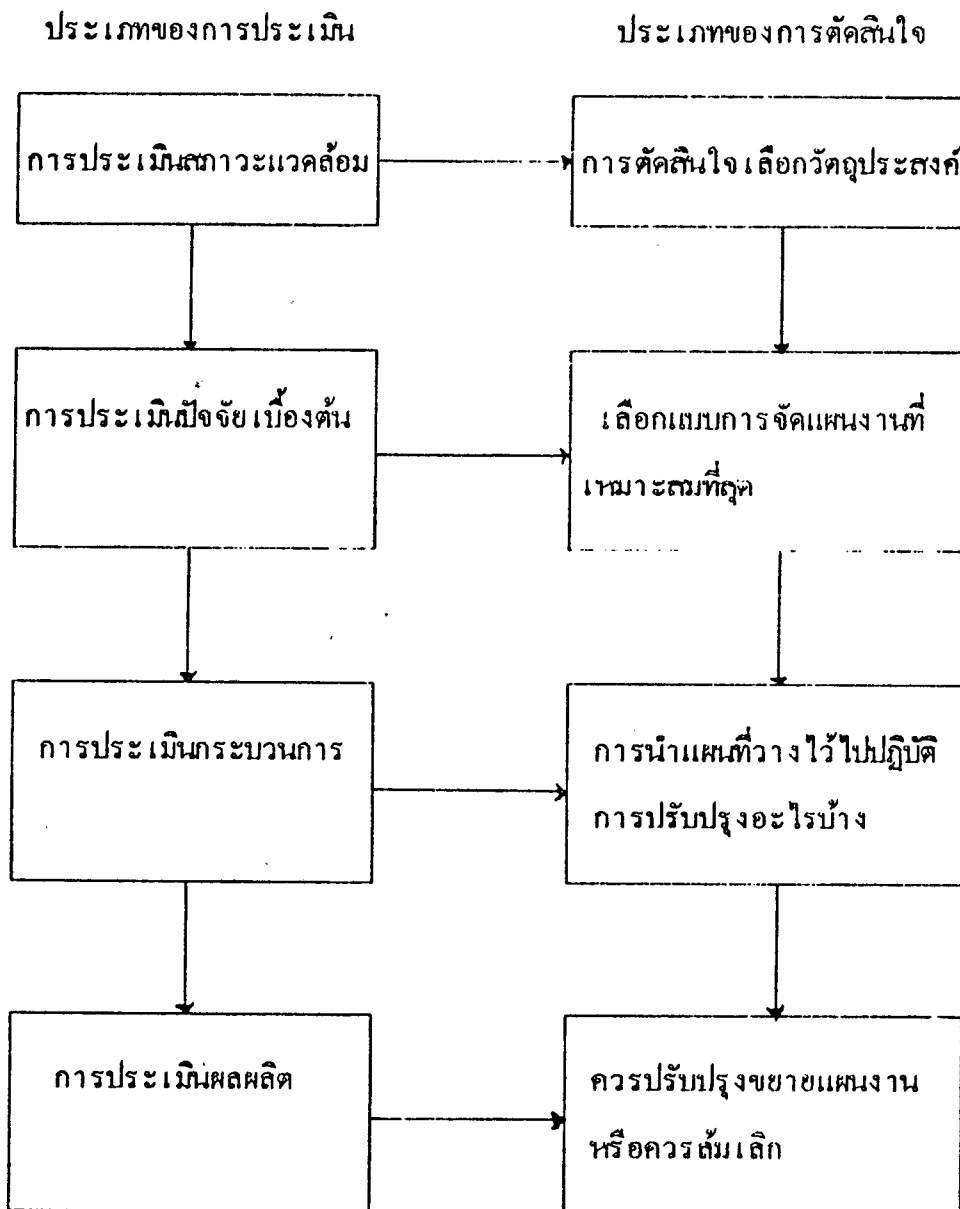 ประเภทของการประเมิน
ประเภทของการตัดสินใจ
การประเมินสภาวะแวดล้อม
การตัดสินใจเลือกวัตถุประสงค์
การประเมินปัจจัยเบื้องต้น
เลือกแบบการจัดแผนงานที่
เหมาะสมที่สุด
การประเมินกระบวนการ
การนำแผนที่วางไว้ไปปฏิบัติ
การปรับปรุงอะไรบ้าง
การประเมินผลผลิต
ควรปรับปรุงขยายแผนงาน
หรือควรล้มเลิก